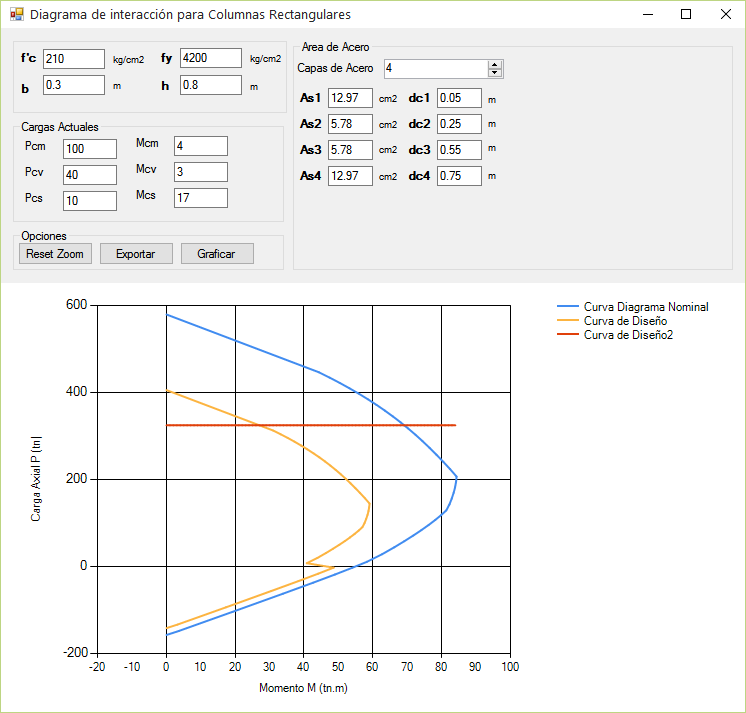 Diagrama de interacción para Columnas Rectangulares
f'c 210 kg/cm2 fy 4200 kg/cm2
b 0.3 m h 0.8 m
Cargas Actuales
Pcm 100 Mcm 4
Pcv 40 Mcv 3
Pcs 10 Mcs 17
Opciones
Reset Zoom Exportar Graficar
Area de Acero
Capas de Acero 4
As1 12.97 cm2 dc1 0.05 m
As2 5.78 cm2 dc2 0.25 m
As3 5.78 cm2 dc3 0.55 m
As4 12.97 cm2 dc4 0.75 m
600
400
200
0
-200
Carga Axial P (tn)
-20 -10 0 10 20 30 40 50 60 70 80 90 100
Momento M (tn.m)
Curva Diagrama Nominal
Curva de Diseño
Curva de Diseño2